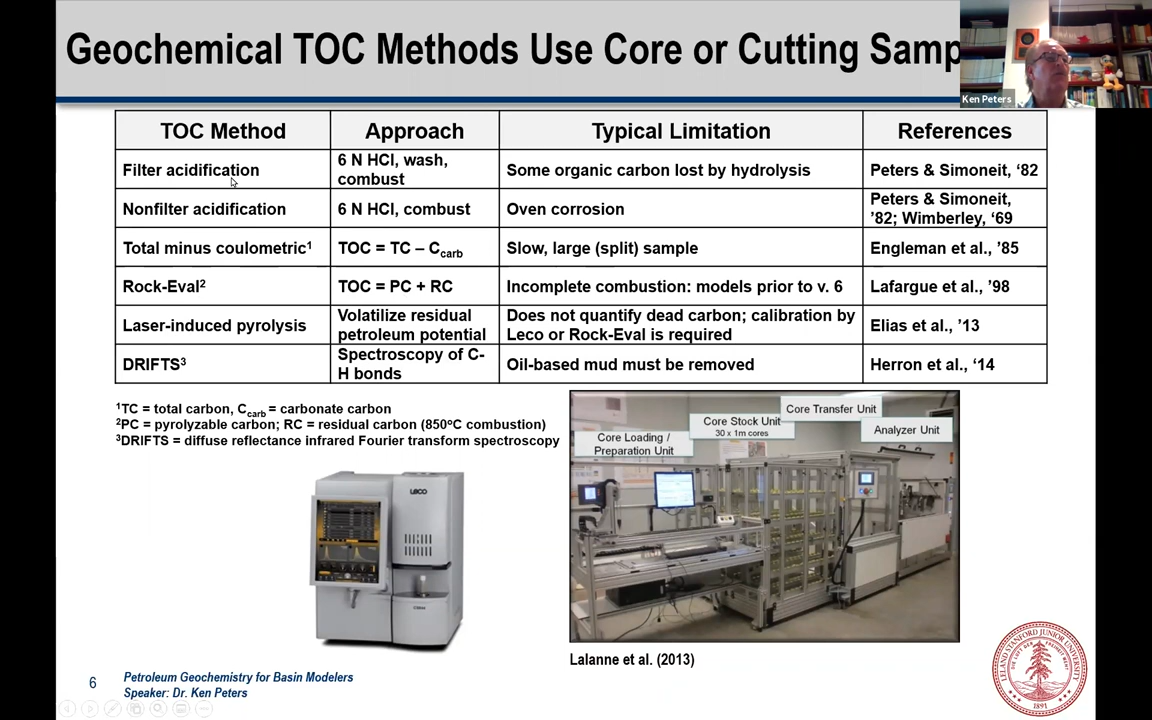 Geochemical TOC Methods Use Core or Cutting Samp
Ken Peters
TOC Method Approach Typical Limitation References
Filter acidification 6 N HCl, wash, combust Some organic carbon lost by hydrolysis Peters & Simoneit, ‘82
Nonfilter acidification 6 N HCl, combust Oven corrosion Peters & Simoneit, ’82; Wimberley, ‘69
Total minus coulometric¹ TOC = TC – Ccarb Slow, large (split) sample Engleman et al., ’85
Rock-Eval² TOC = PC + RC Incomplete combustion: models prior to v. 6 Lafargue et al., ’98
Laser-induced pyrolysis Volatilize residual petroleum potential Does not quantify dead carbon; calibration by Leco or Rock-Eval is required Elias et al., ’13
DRIFTS³ Spectroscopy of C-H bonds Oil-based mud must be removed Herron et al., ‘14
¹TC = total carbon, Ccarb = carbonate carbon
²PC = pyrolyzable carbon; RC = residual carbon (850°C combustion)
³DRIFTS = diffuse reflectance infrared Fourier transform spectroscopy
Core Loading /
Preparation Unit
Core Stock Unit
30 x 1m cores
Core Transfer Unit
Analyzer Unit
LECO
Lalanne et al. (2013)
6
Petroleum Geochemistry for Basin Modelers
Speaker: Dr. Ken Peters
LELAND STANFORD JUNIOR UNIVERSITY
1891